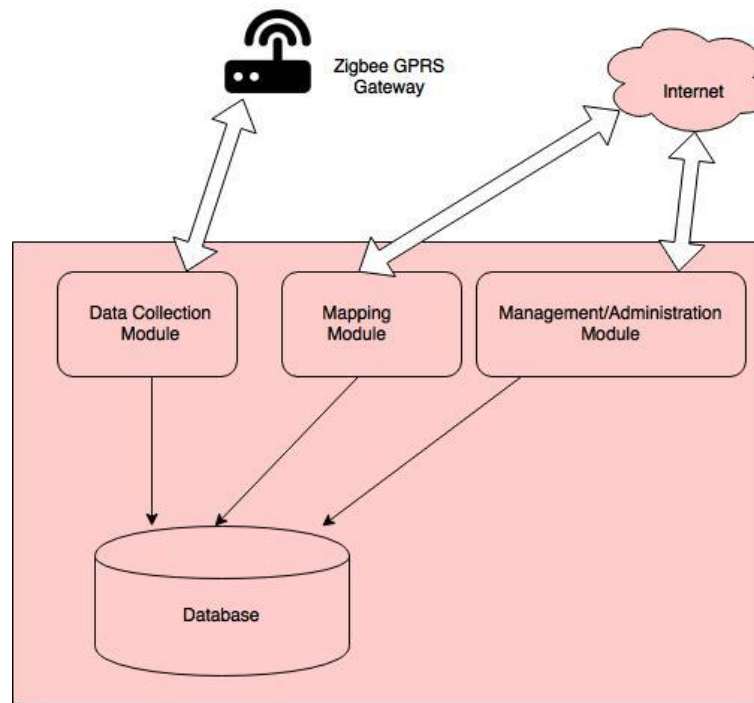 Zigbee GPRS
Gateway
Internet
Data Collection
Module
Mapping
Module
Management/Administration
Module
Database